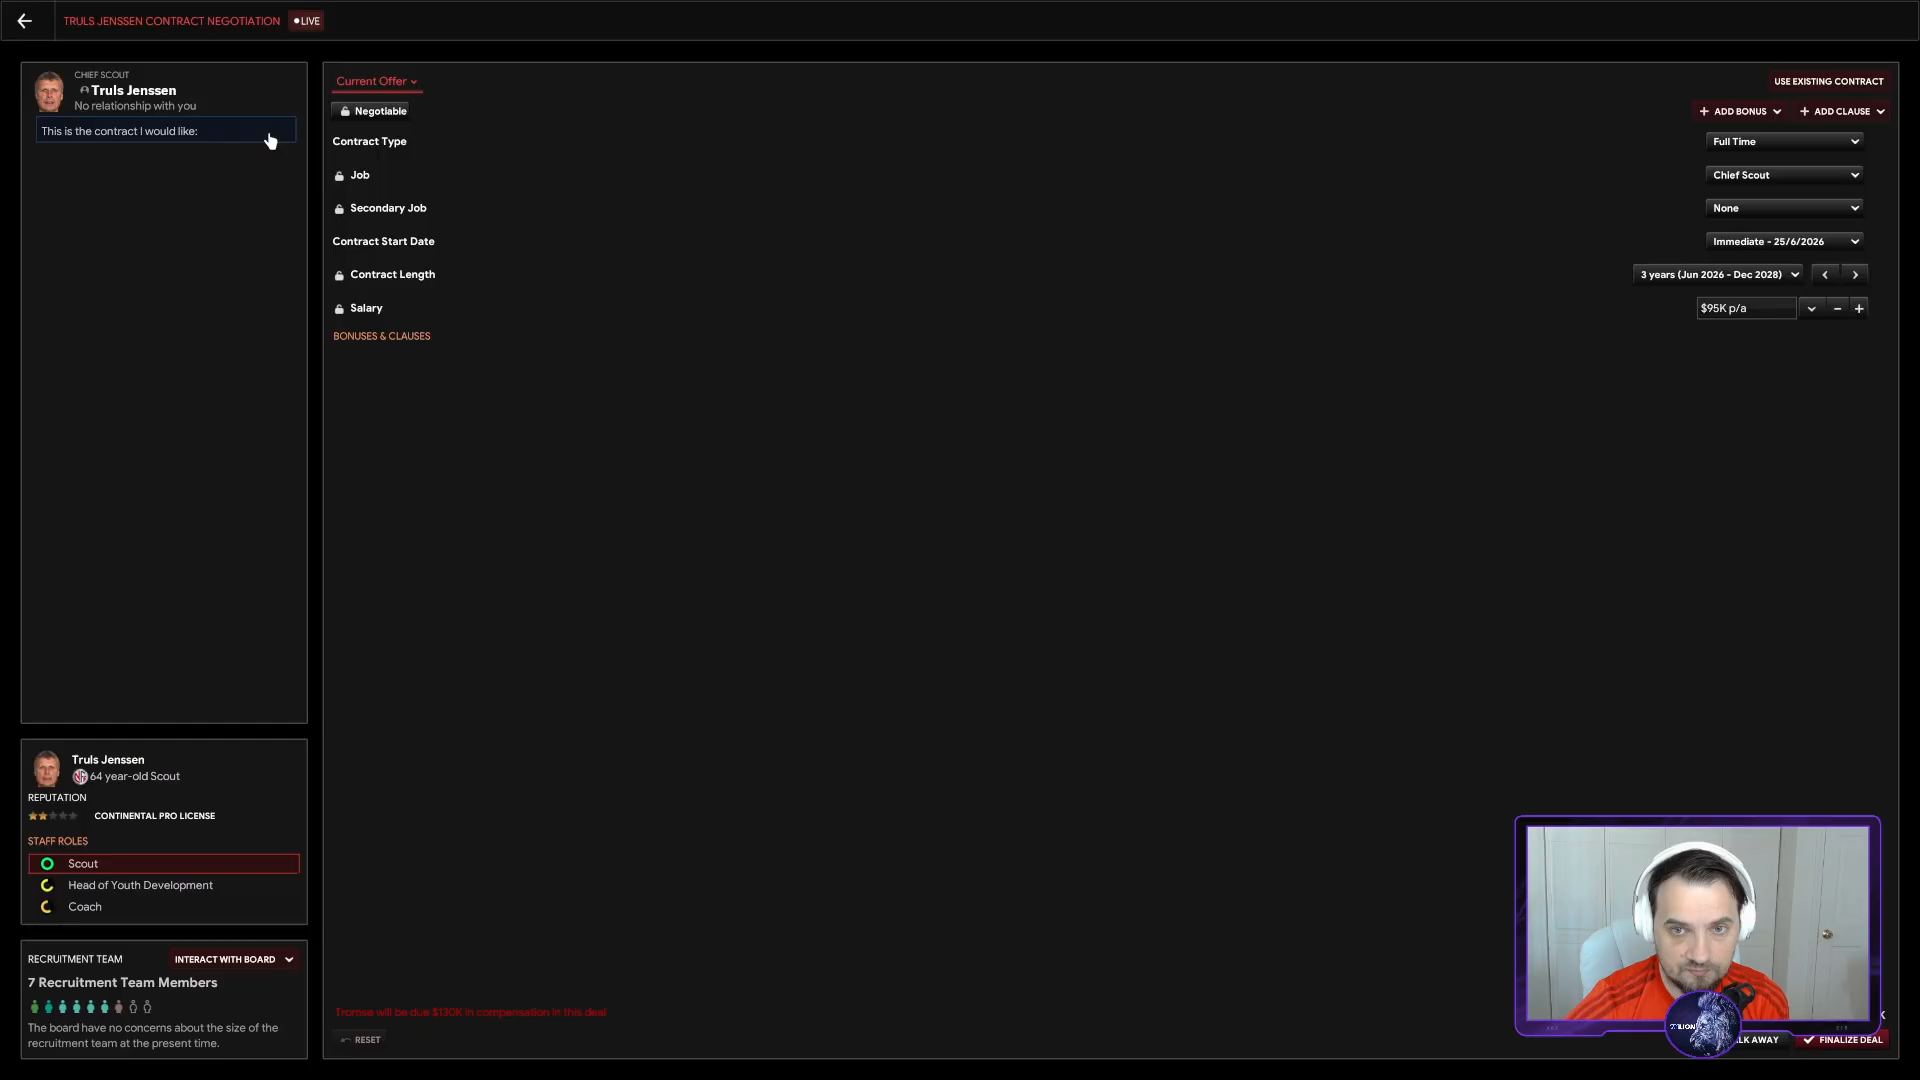 TRULS JENSSEN CONTRACT NEGOTIATION
LIVE
CHIEF SCOUT
Truls Jenssen
No relationship with you
This is the contract I would like:
Current Offer
USE EXISTING CONTRACT
Negotiable
ADD BONUS
ADD CLAUSE
Contract Type
Full Time
Job
Chief Scout
Secondary Job
None
Contract Start Date
Immediate - 25/6/2026
Contract Length
3 years (Jun 2026 - Dec 2028)
Salary
$95K p/a
BONUSES & CLAUSES
Truls Jenssen
64 year-old Scout
REPUTATION
CONTINENTAL PRO LICENSE
STAFF ROLES
Scout
Head of Youth Development
Coach
RECRUITMENT TEAM
INTERACT WITH BOARD
7 Recruitment Team Members
The board have no concerns about the size of the
recruitment team at the present time.
Tromsø will be due $130K in compensation in this deal
RESET
LK AWAY
FINALIZE DEAL